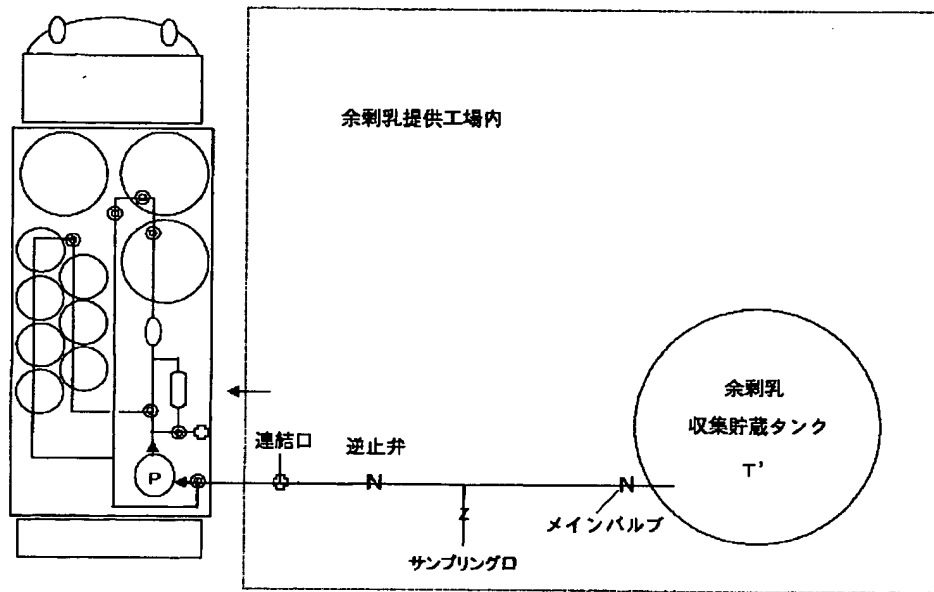 余剰乳提供工場内
余剰乳
収集貯蔵タンク
T'
連結口
逆止弁
P
メインバルブ
サンプリング口